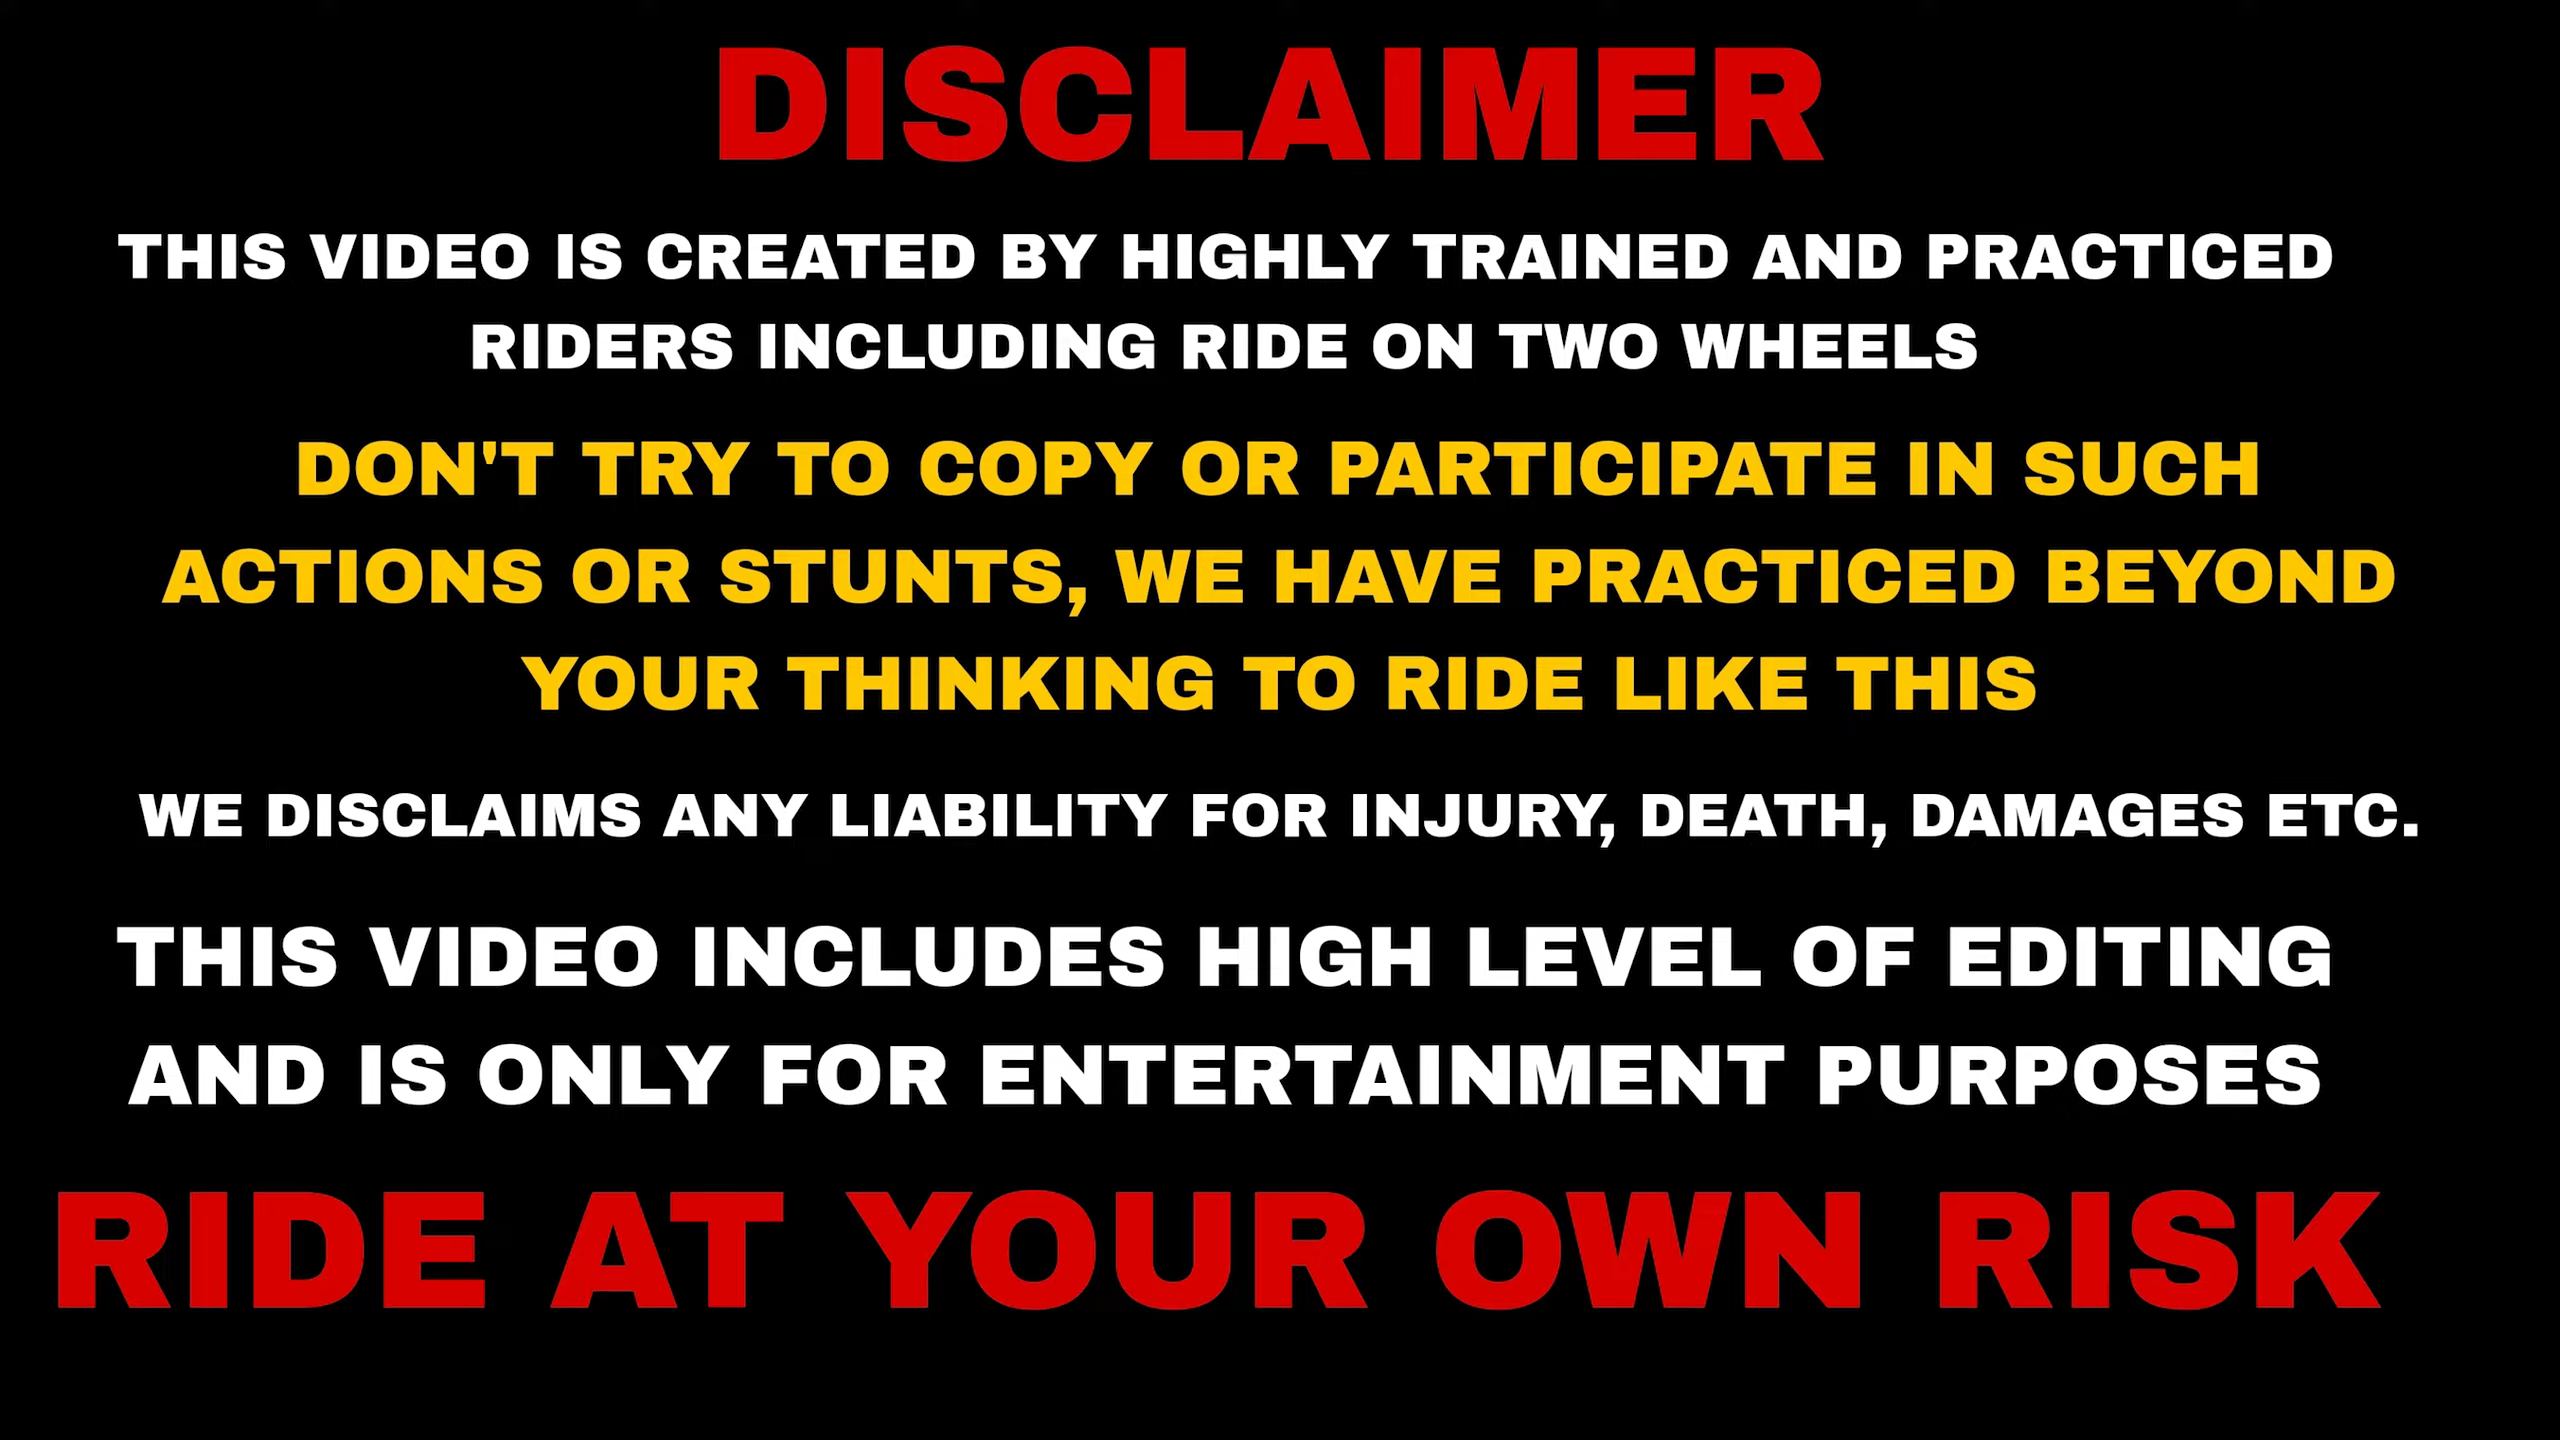 DISCLAIMER
THIS VIDEO IS CREATED BY HIGHLY TRAINED AND PRACTICED
RIDERS INCLUDING RIDE ON TWO WHEELS
DON'T TRY TO COPY OR PARTICIPATE IN SUCH
ACTIONS OR STUNTS, WE HAVE PRACTICED BEYOND
YOUR THINKING TO RIDE LIKE THIS
WE DISCLAIMS ANY LIABILITY FOR INJURY, DEATH, DAMAGES ETC.
THIS VIDEO INCLUDES HIGH LEVEL OF EDITING
AND IS ONLY FOR ENTERTAINMENT PURPOSES
RIDE AT YOUR OWN RISK